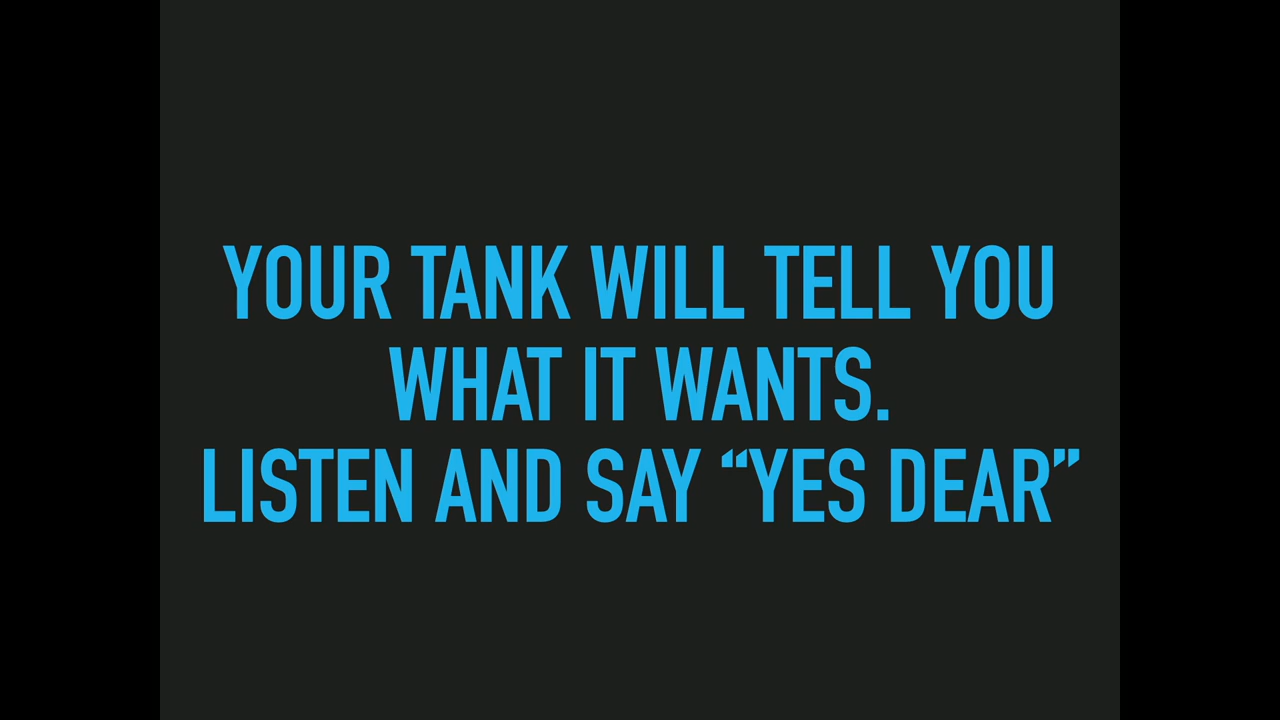 YOUR TANK WILL TELL YOU
WHAT IT WANTS.
LISTEN AND SAY “YES DEAR”